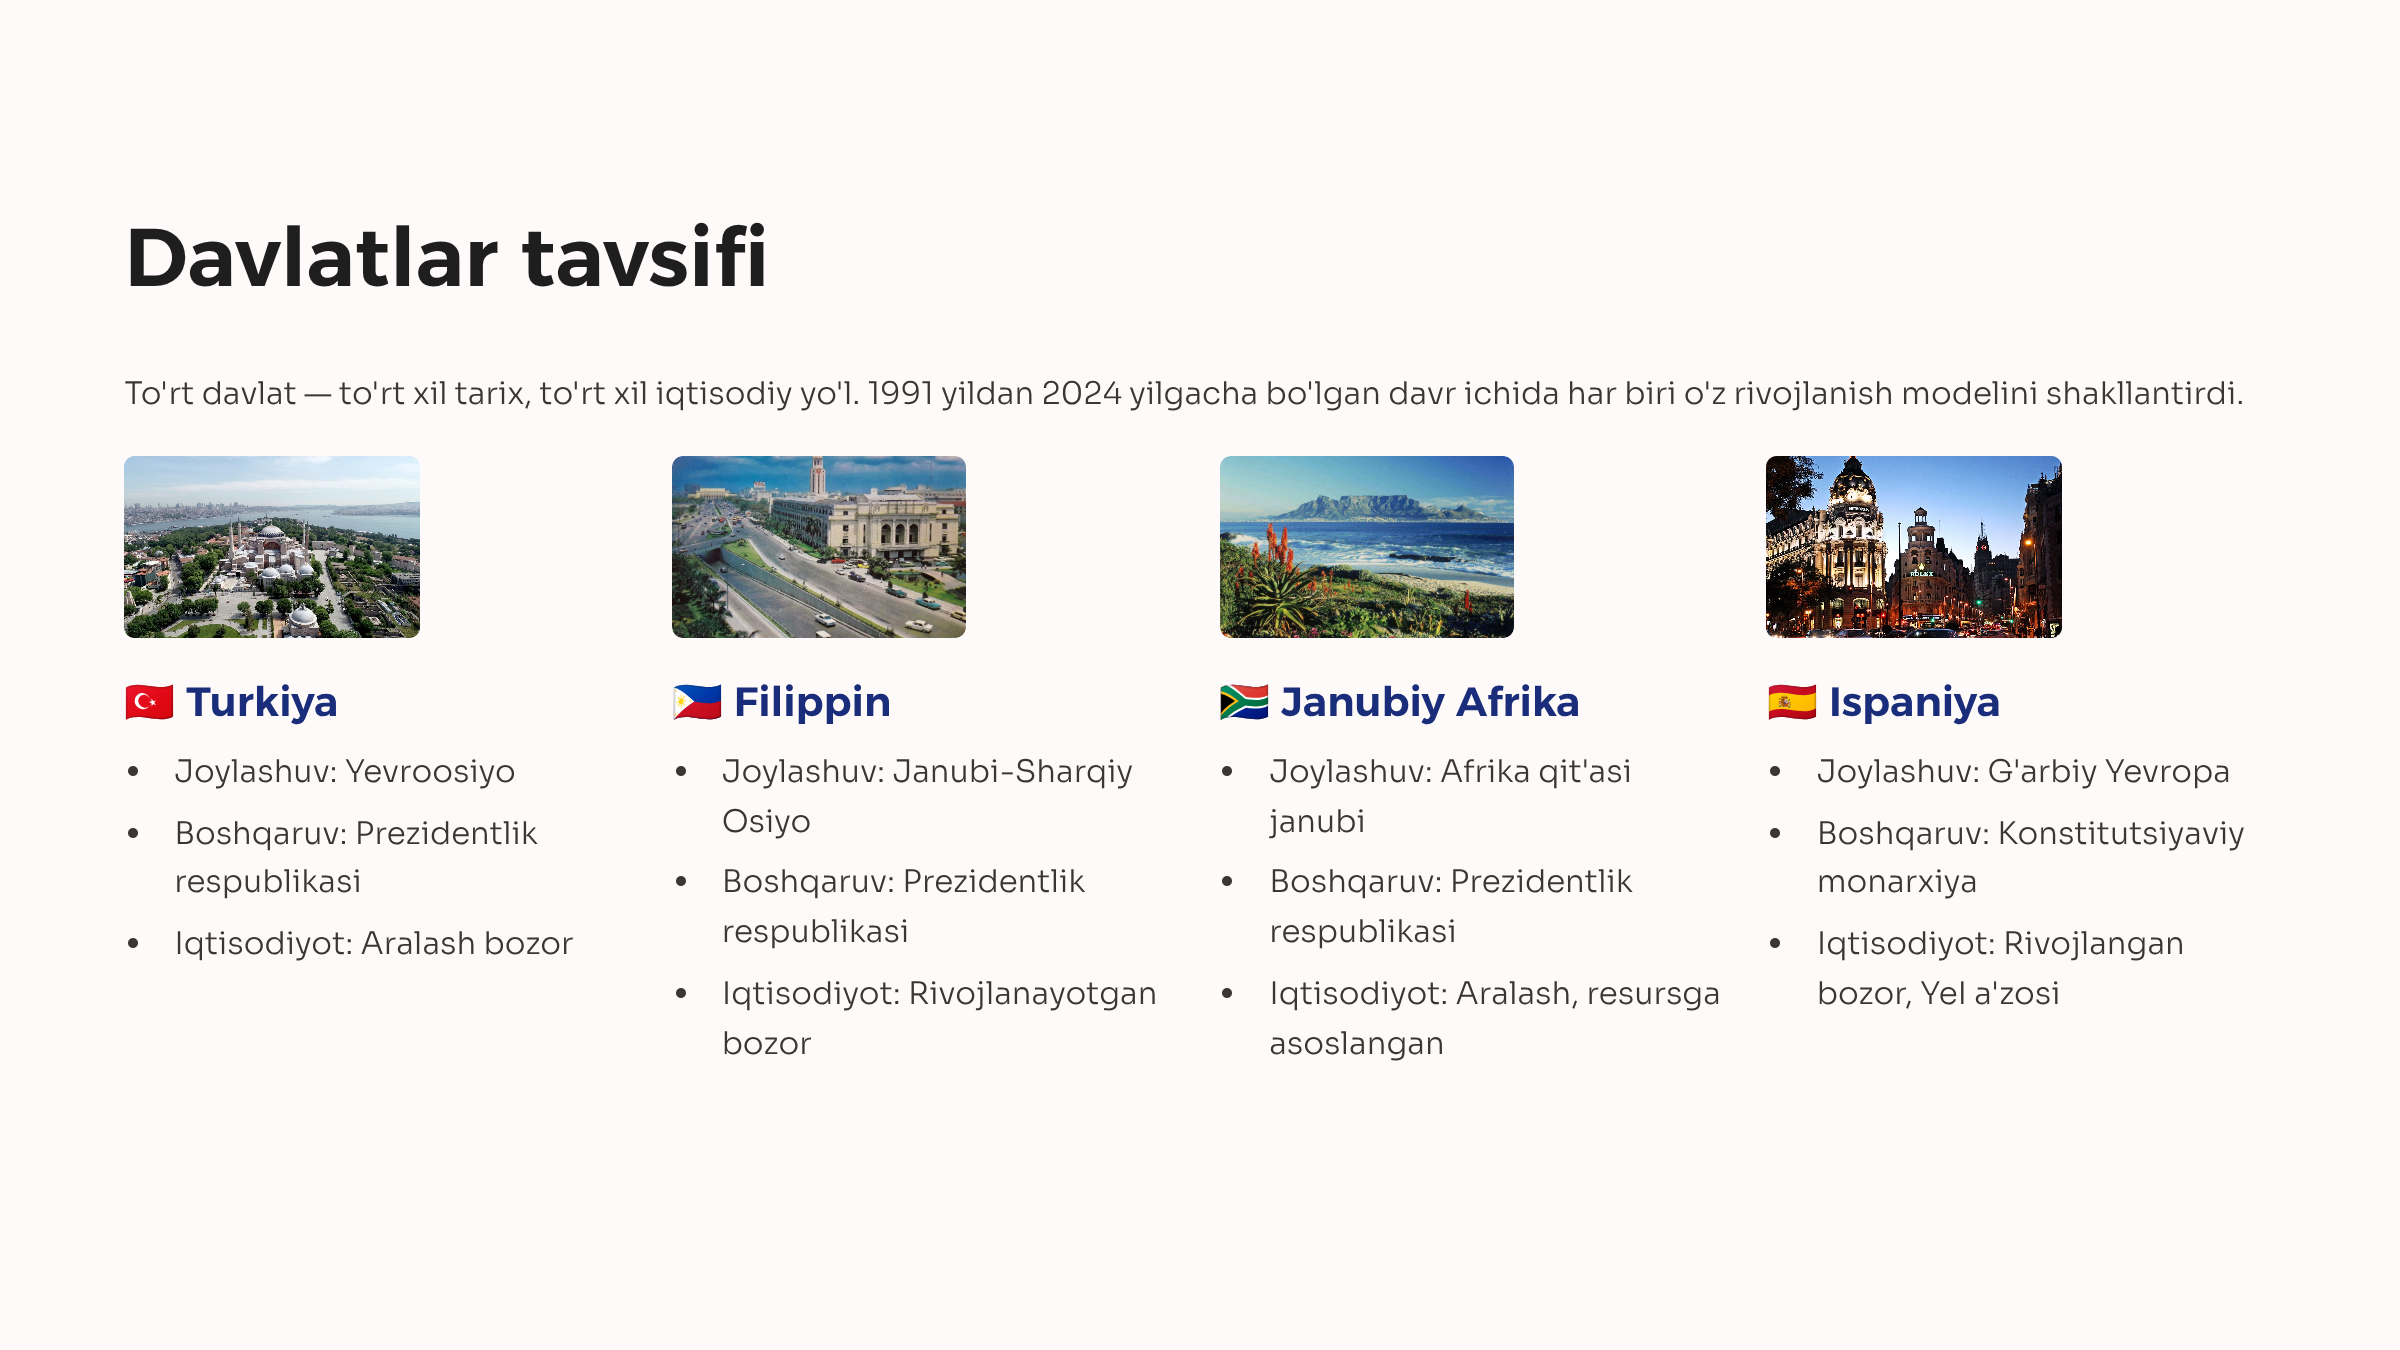 Davlatlar tavsifi
To'rt davlat — to'rt xil tarix, to'rt xil iqtisodiy yo'l. 1991 yildan 2024 yilgacha bo'lgan davr ichida har biri o'z rivojlanish modelini shakllantirdi.
Turkiya
• Joylashuv: Yevroosiyo
• Boshqaruv: Prezidentlik
respublikasi
• Iqtisodiyot: Aralash bozor
Filippin
• Joylashuv: Janubi-Sharqiy
Osiyo
• Boshqaruv: Prezidentlik
respublikasi
• Iqtisodiyot: Rivojlanayotgan
bozor
Janubiy Afrika
• Joylashuv: Afrika qit'asi
janubi
• Boshqaruv: Prezidentlik
respublikasi
• Iqtisodiyot: Aralash, resursga
asoslangan
METROPOLIS
ROLEX
Ispaniya
• Joylashuv: G'arbiy Yevropa
• Boshqaruv: Konstitutsiyaviy
monarxiya
• Iqtisodiyot: Rivojlangan
bozor, YeI a'zosi